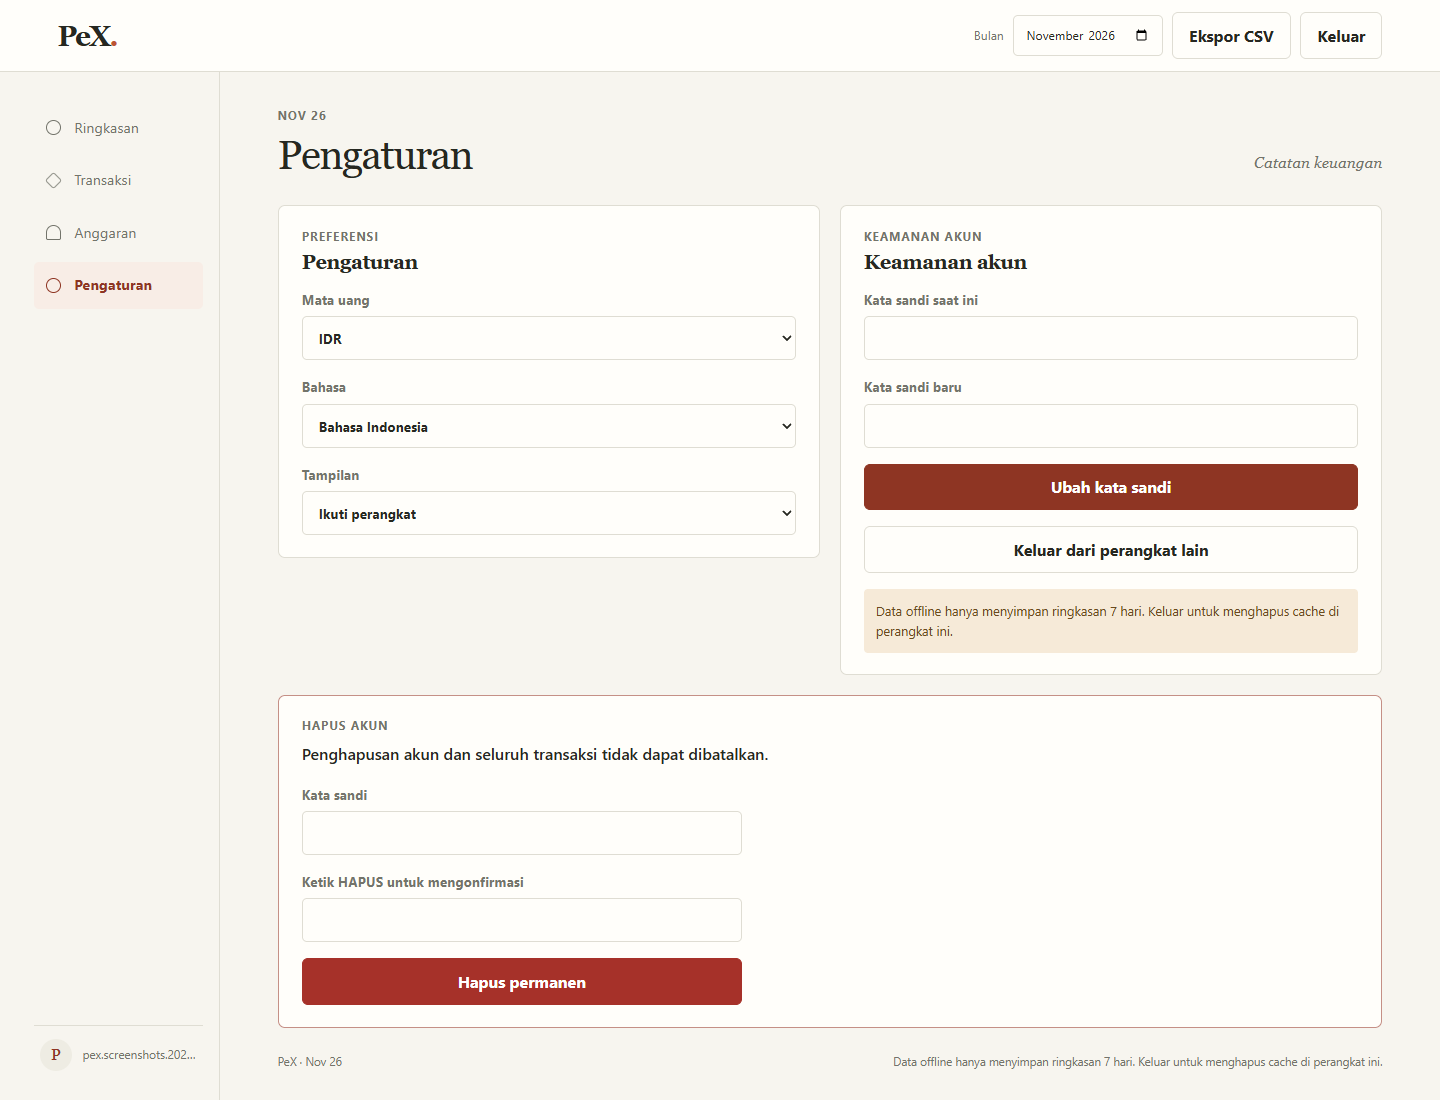 PeX.
Bulan
November 2026
Ekspor CSV
Keluar
Ringkasan
Transaksi
Anggaran
Pengaturan
pex.screenshots.202...
NOV 26
Pengaturan
Catatan keuangan
PREFERENSI
Pengaturan
Mata uang
IDR
Bahasa
Bahasa Indonesia
Tampilan
Ikuti perangkat
KEAMANAN AKUN
Keamanan akun
Kata sandi saat ini
Kata sandi baru
Ubah kata sandi
Keluar dari perangkat lain
Data offline hanya menyimpan ringkasan 7 hari. Keluar untuk menghapus cache di
perangkat ini.
HAPUS AKUN
Penghapusan akun dan seluruh transaksi tidak dapat dibatalkan.
Kata sandi
Ketik HAPUS untuk mengonfirmasi
Hapus permanen
P
PeX · Nov 26
Data offline hanya menyimpan ringkasan 7 hari. Keluar untuk menghapus cache di perangkat ini.